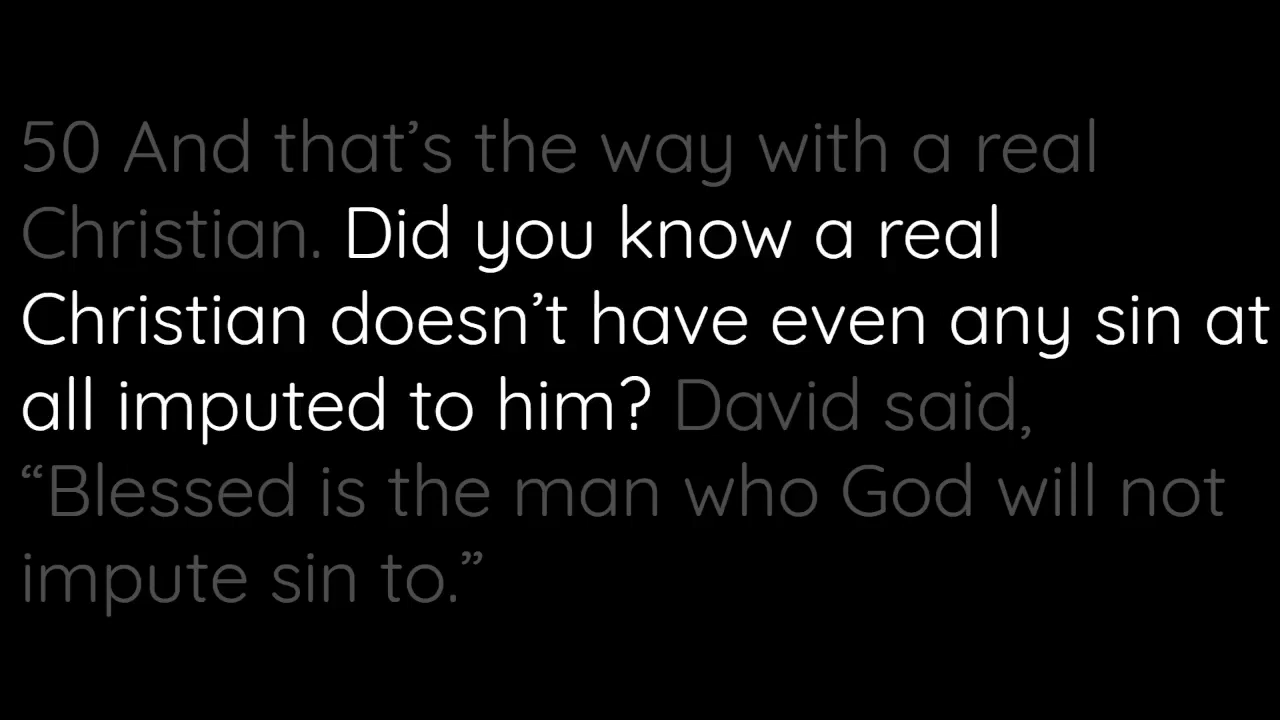 50 And that’s the way with a real
Christian. Did you know a real
Christian doesn’t have even any sin at
all imputed to him? David said,
“Blessed is the man who God will not
impute sin to.”